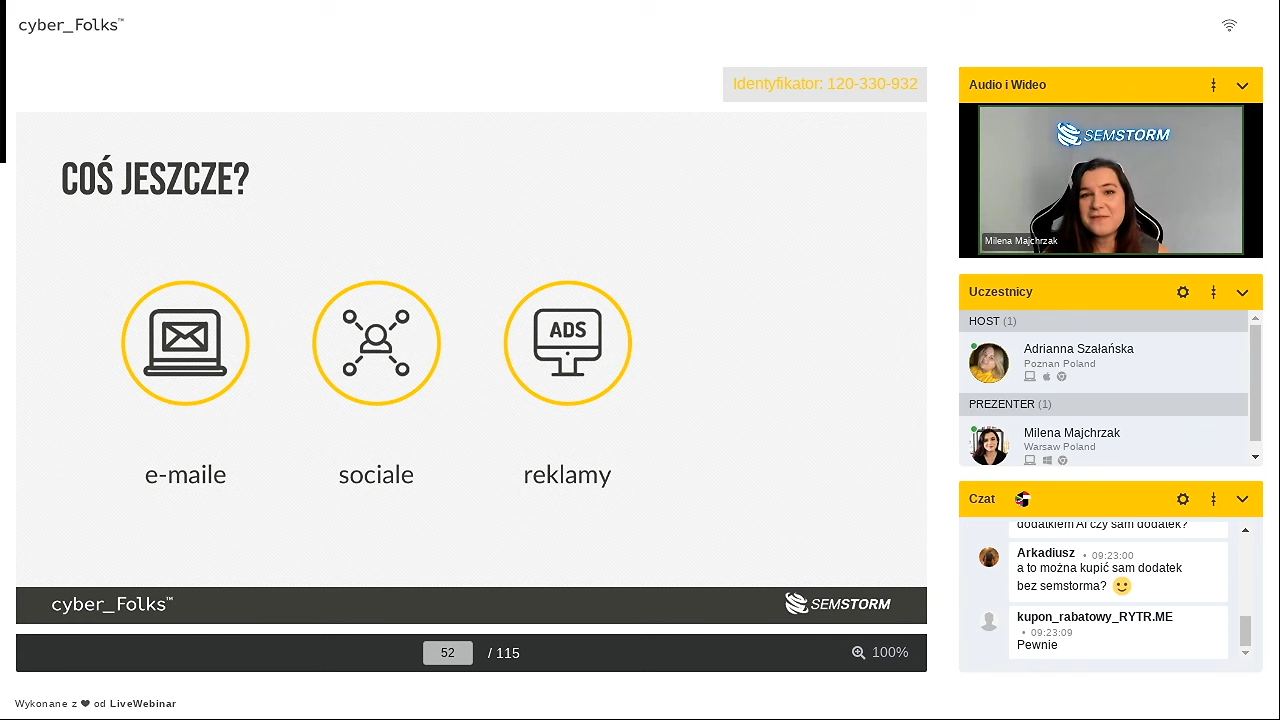 cyber_Folks™
Identyfikator: 120-330-932
COŚ JESZCZE?
ADS
e-maile
sociale
reklamy
cyber_Folks™
SEMSTORM
52 / 115
100%
Wykonane z od LiveWebinar
Audio i Wideo
SEMSTORM
Milena Majchrzak
Uczestnicy
HOST (1)
Adrianna Szałańska
Poznan Poland
PREZENTER (1)
Milena Majchrzak
Warsaw Poland
Czat
dodatkiem AI czy sam dodatek?
Arkadiusz • 09:23:00
a to można kupić sam dodatek
bez semstorma? 🙂
kupon_rabatowy_RYTR.ME
• 09:23:09
Pewnie